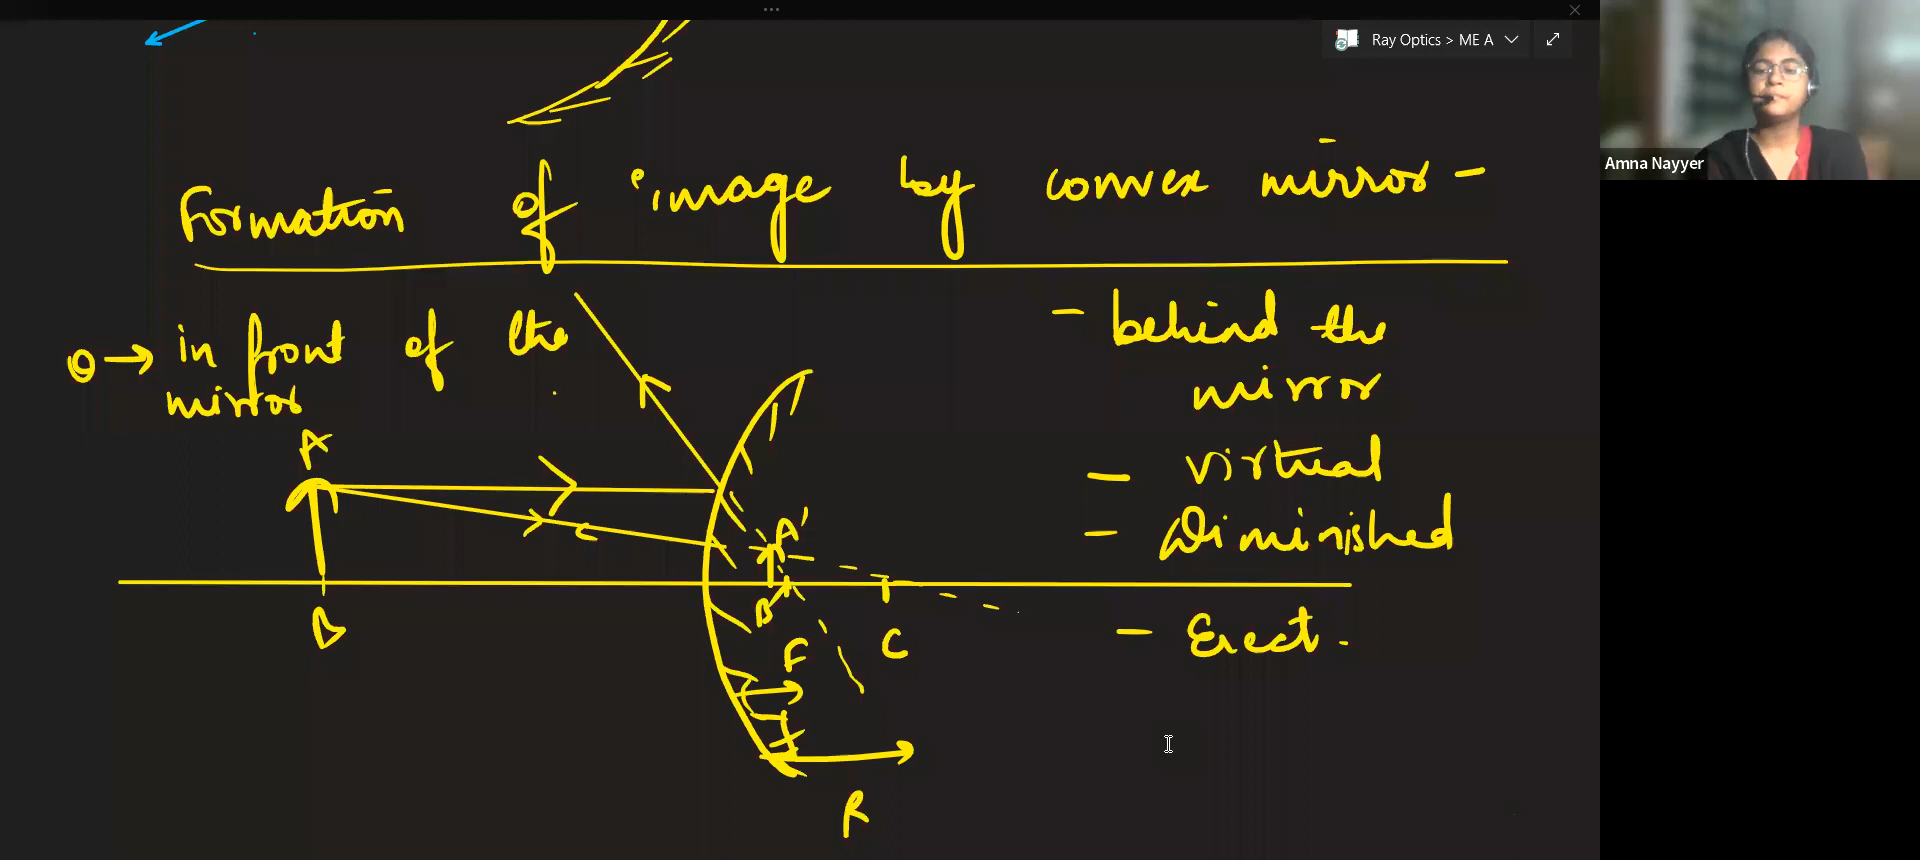 Ray Optics > ME A
Amna Nayyer
Formation of image by convex mirror -
O → in front of the
mirror
- behind the
mirror
- virtual
- Diminished
- Erect.
A
B
A'
B'
F
C
f
R